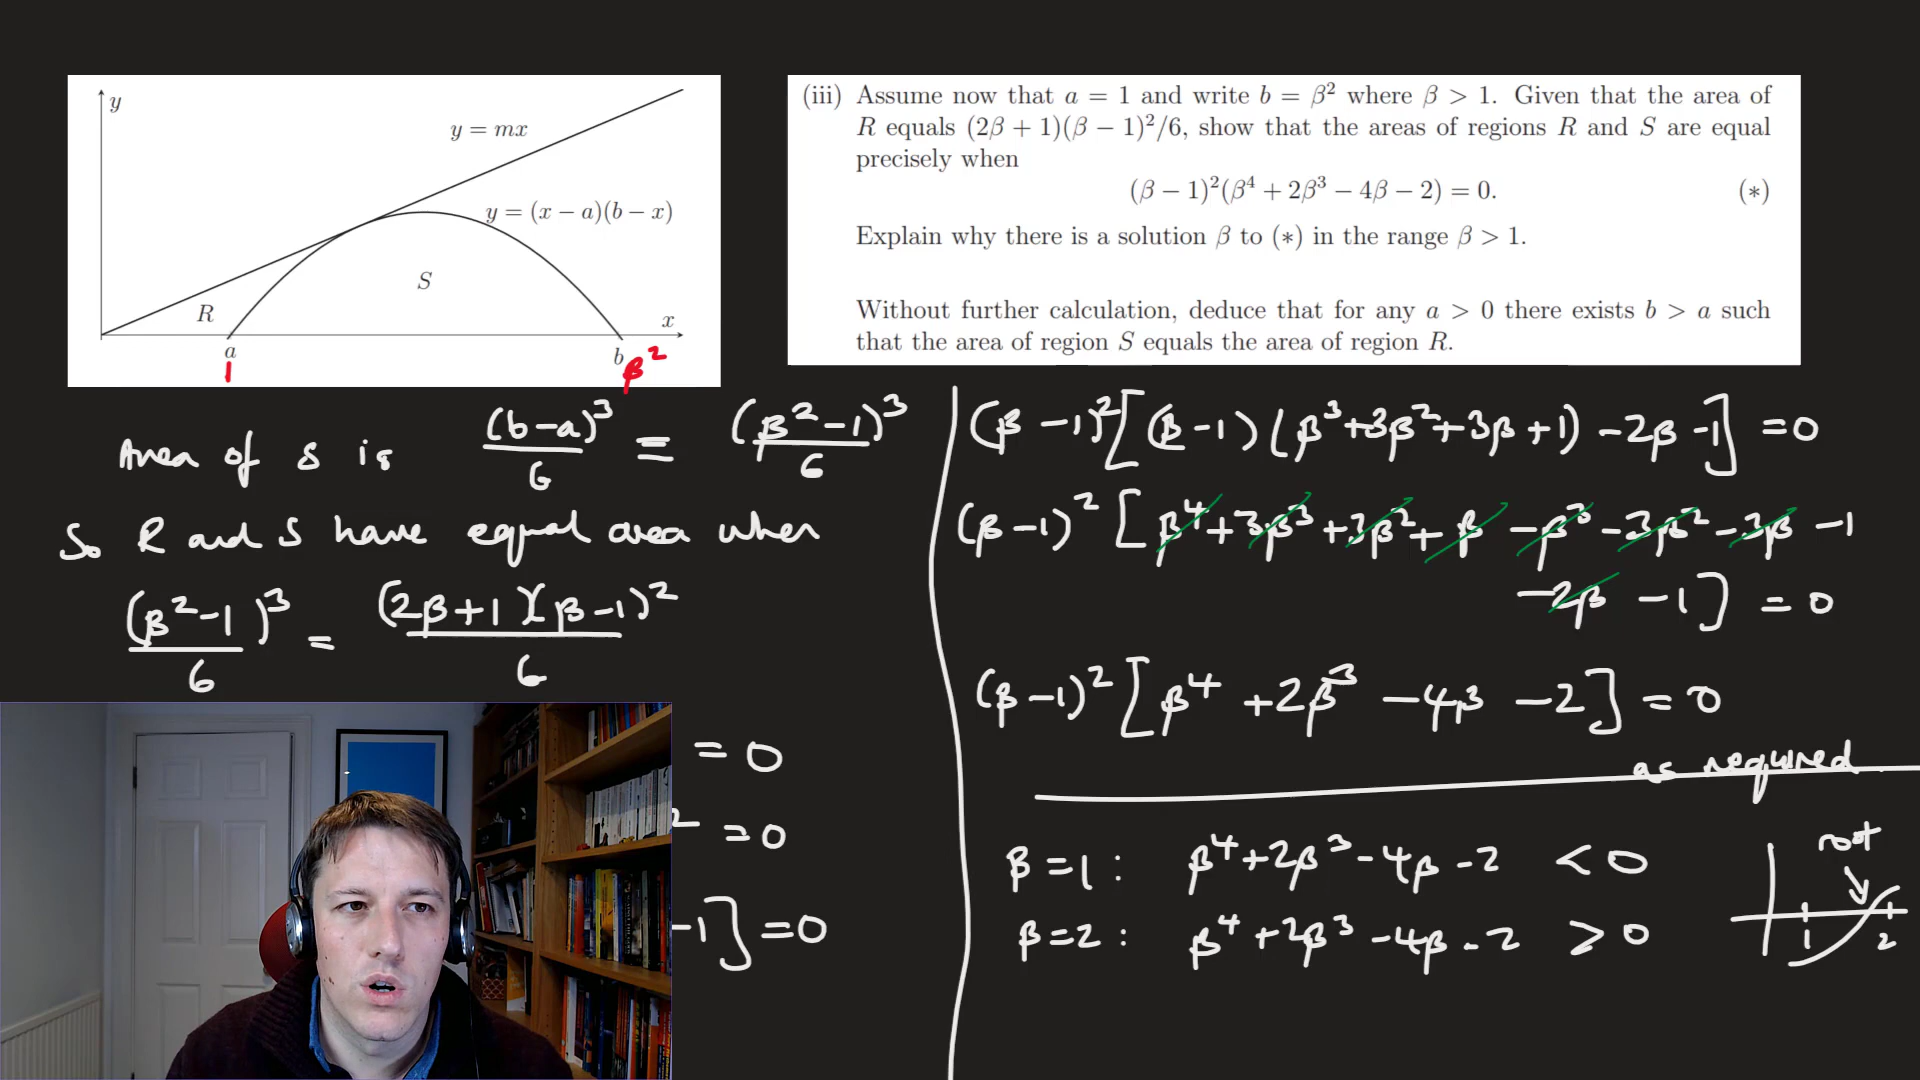 y
y = mx
y = (x − a)(b − x)
S
R
x
a
b
1
β²
(iii) Assume now that a = 1 and write b = β² where β > 1. Given that the area of
R equals (2β + 1)(β − 1)²/6, show that the areas of regions R and S are equal
precisely when
(β − 1)²(β⁴ + 2β³ − 4β − 2) = 0. (∗)
Explain why there is a solution β to (∗) in the range β > 1.
Without further calculation, deduce that for any a > 0 there exists b > a such
that the area of region S equals the area of region R.
Area of S is (b−a)³/6 = (β²−1)³/6
So R and S have equal area when
(β²−1)³/6 = (2β+1)(β−1)²/6
= 0
² = 0
−1] = 0
(β−1)²[(β−1)(β³+3β²+3β+1) −2β −1] = 0
(β−1)²[β⁴+3β³+3β²+β −β³−3β²−3β −1
−2β −1] = 0
(β−1)²[β⁴ +2β³ −4β −2] = 0
as required.
β=1: β⁴+2β³−4β−2 < 0
β=2: β⁴+2β³−4β−2 > 0
root
1
2